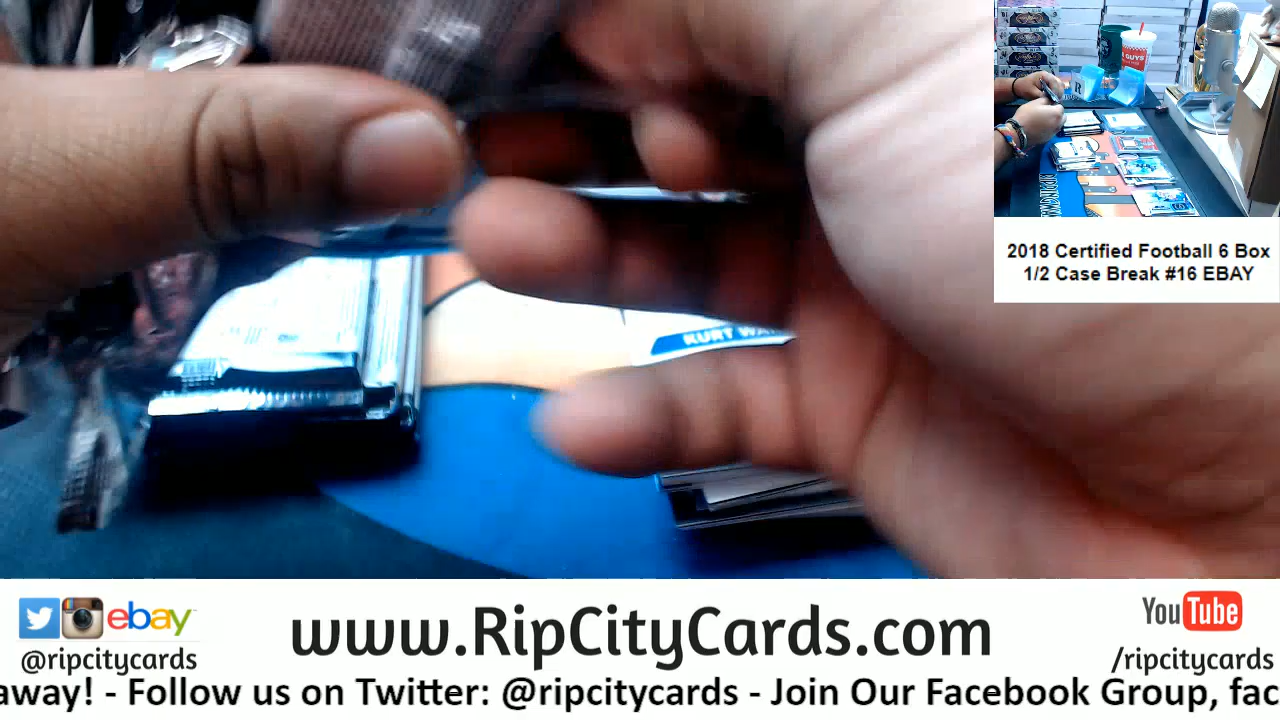 GUYS
2018 Certified Football 6 Box
1/2 Case Break #16 EBAY
KURT
ebay
www.RipCityCards.com
YouTube
@ripcitycards
/ripcitycards
away! - Follow us on Twitter: @ripcitycards - Join Our Facebook Group, fac